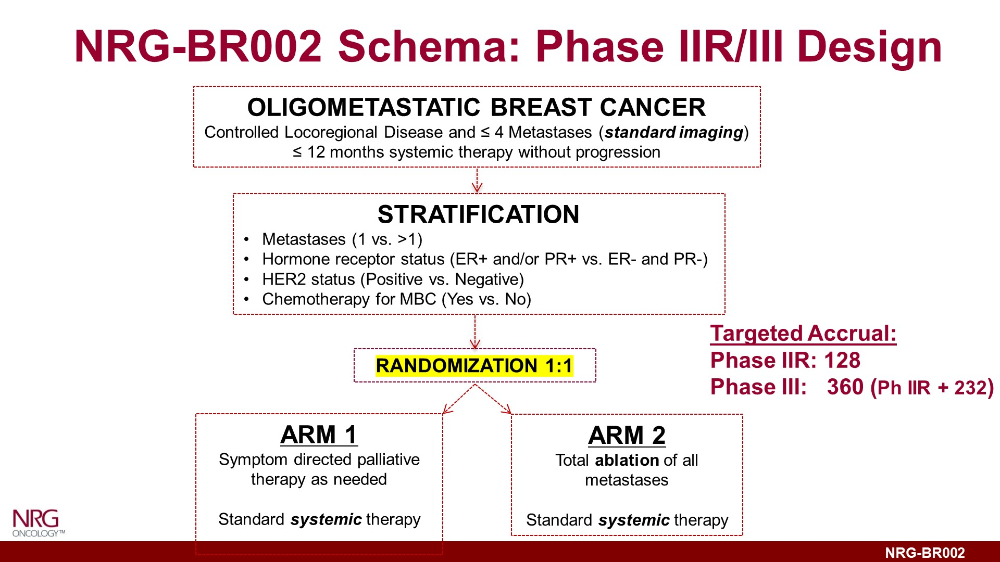 NRG-BR002 Schema: Phase IIR/III Design
OLIGOMETASTATIC BREAST CANCER
Controlled Locoregional Disease and ≤ 4 Metastases (standard imaging)
≤ 12 months systemic therapy without progression
STRATIFICATION
• Metastases (1 vs. >1)
• Hormone receptor status (ER+ and/or PR+ vs. ER- and PR-)
• HER2 status (Positive vs. Negative)
• Chemotherapy for MBC (Yes vs. No)
RANDOMIZATION 1:1
Targeted Accrual:
Phase IIR: 128
Phase III: 360 (Ph IIR + 232)
ARM 1
Symptom directed palliative
therapy as needed
Standard systemic therapy
ARM 2
Total ablation of all
metastases
Standard systemic therapy
NRG
ONCOLOGY™
NRG-BR002